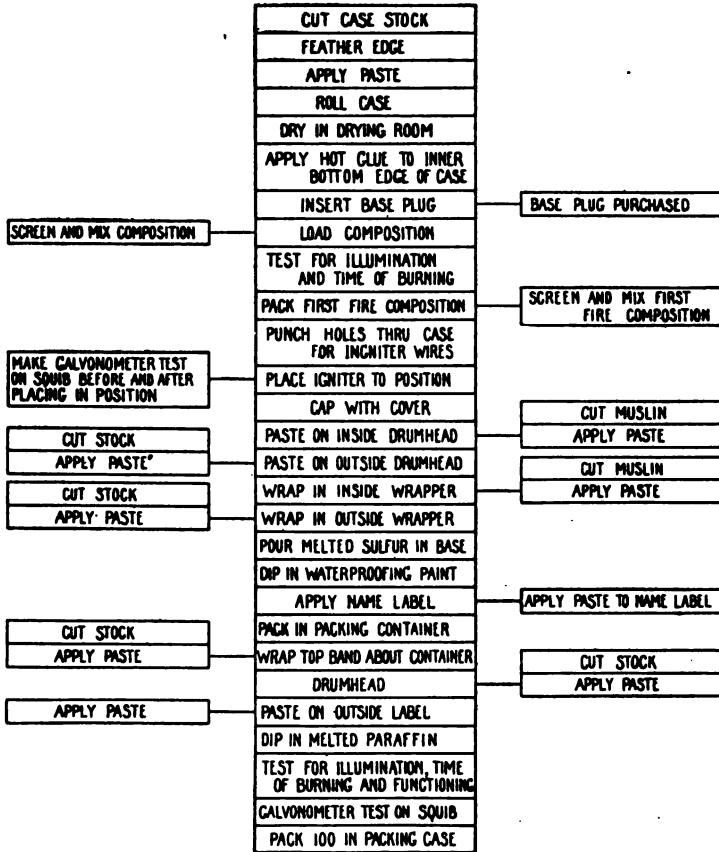 CUT CASE STOCK
FEATHER EDGE
APPLY PASTE
ROLL CASE
DRY IN DRYING ROOM
APPLY HOT GLUE TO INNER
BOTTOM EDGE OF CASE
INSERT BASE PLUG
BASE PLUG PURCHASED
SCREEN AND MIX COMPOSITION
LOAD COMPOSITION
TEST FOR ILLUMINATION
AND TIME OF BURNING
PACK FIRST FIRE COMPOSITION
SCREEN AND MIX FIRST
FIRE COMPOSITION
PUNCH HOLES THRU CASE
FOR INGNITER WIRES
MAKE GALVONOMETER TEST
ON SQUIB BEFORE AND AFTER
PLACING IN POSITION
PLACE IGNITER TO POSITION
CAP WITH COVER
CUT MUSLIN
APPLY PASTE
PASTE ON INSIDE DRUMHEAD
CUT STOCK
APPLY PASTE
PASTE ON OUTSIDE DRUMHEAD
CUT MUSLIN
APPLY PASTE
WRAP IN INSIDE WRAPPER
CUT STOCK
APPLY PASTE
WRAP IN OUTSIDE WRAPPER
POUR MELTED SULFUR IN BASE
DIP IN WATERPROOFING PAINT
APPLY NAME LABEL
APPLY PASTE TO NAME LABEL
PACK IN PACKING CONTAINER
CUT STOCK
APPLY PASTE
WRAP TOP BAND ABOUT CONTAINER
CUT STOCK
APPLY PASTE
DRUMHEAD
APPLY PASTE
PASTE ON OUTSIDE LABEL
DIP IN MELTED PARAFFIN
TEST FOR ILLUMINATION, TIME
OF BURNING AND FUNCTIONING
GALVONOMETER TEST ON SQUIB
PACK 100 IN PACKING CASE